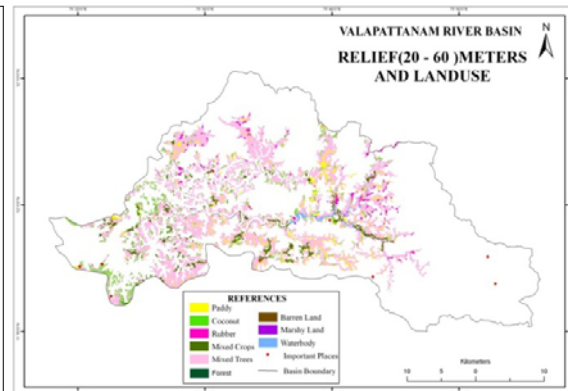 VALAPATTANAM RIVER BASIN
RELIEF(20 - 60 )METERS
AND LANDUSE
N
REFERENCES
Paddy
Coconut
Rubber
Mixed Crops
Mixed Trees
Forest
Barren Land
Marshy Land
Waterbody
Important Places
Basin Boundary
Kilometers
10 5 0 10